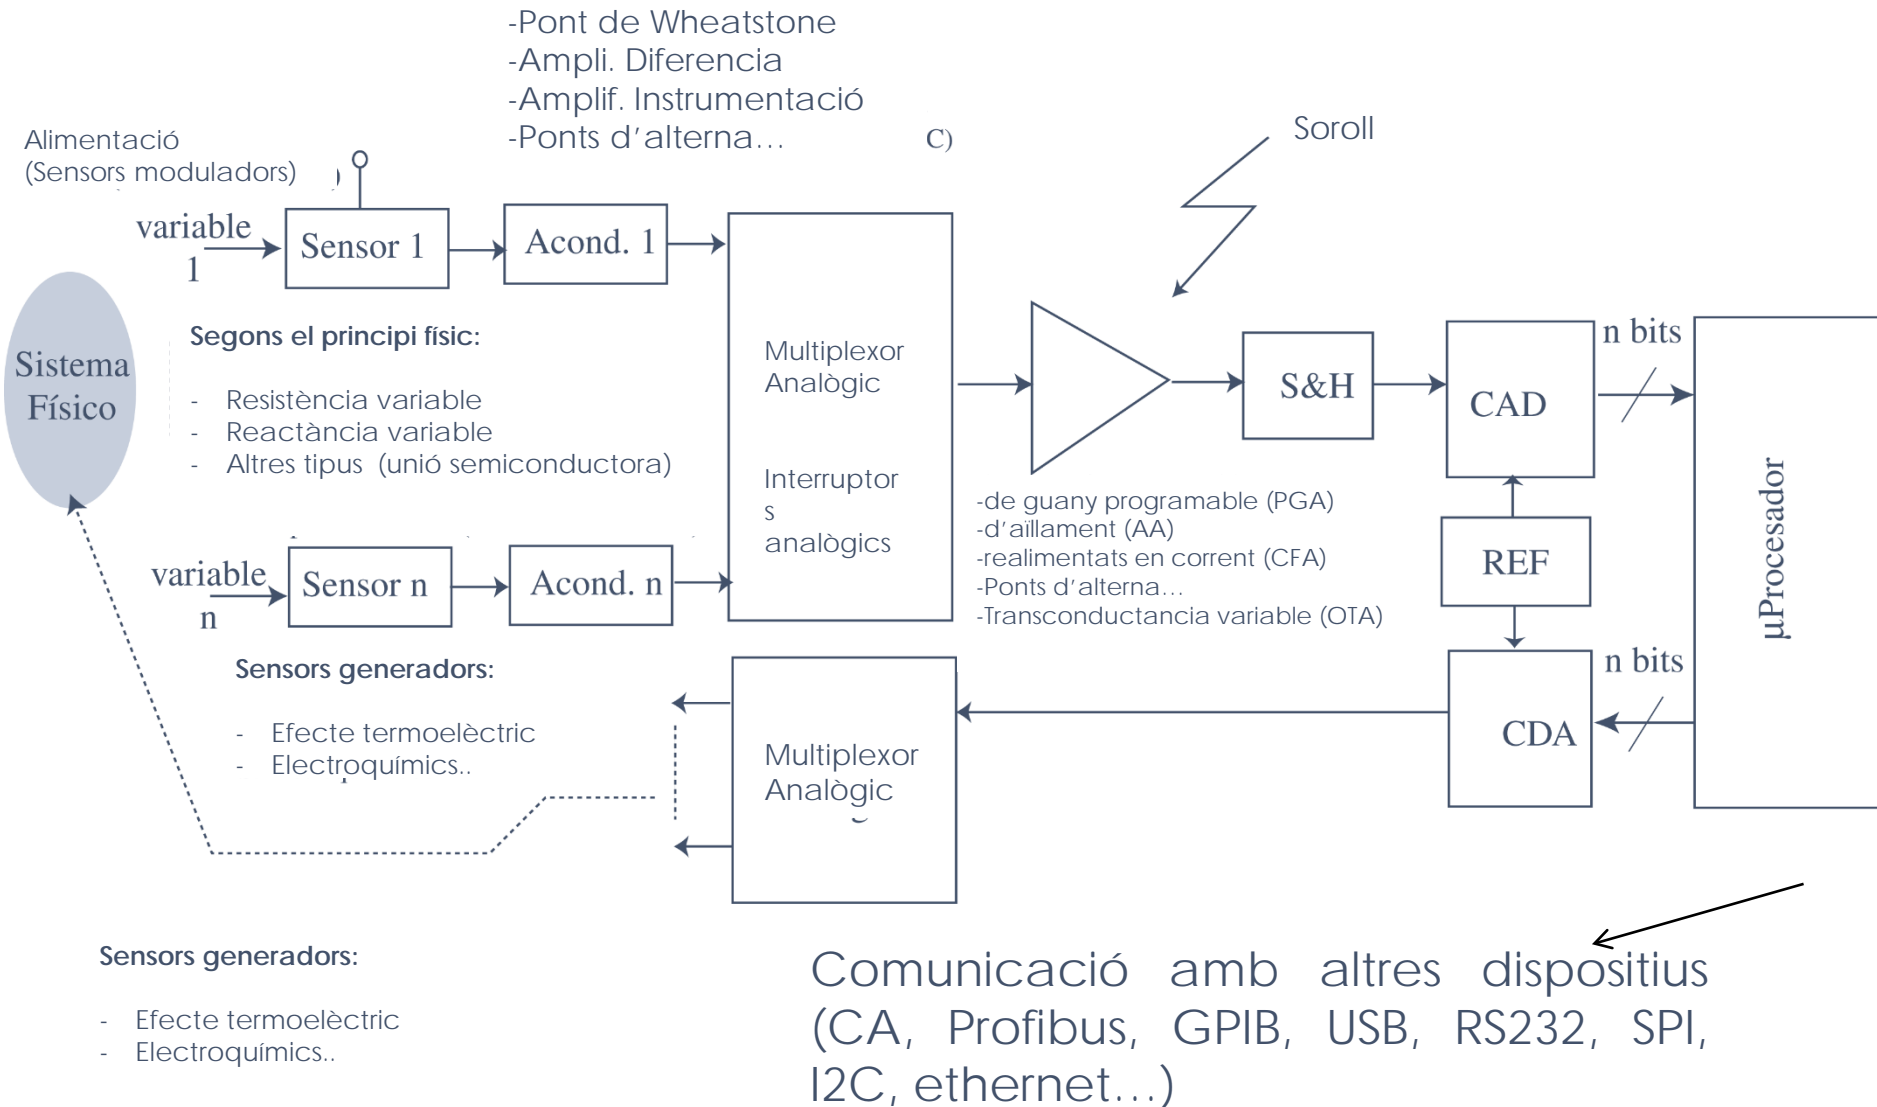 -Pont de Wheatstone
-Ampli. Diferencia
-Amplif. Instrumentació
-Ponts d'alterna...
C)
Soroll
Alimentació
(Sensors moduladors)
variable
1
Sensor 1
Acond. 1
Sistema
Físico
Segons el principi físic:
- Resistència variable
- Reactància variable
- Altres tipus (unió semiconductora)
Multiplexor
Analògic
Interruptor
s
analògics
S&H
CAD
n bits
μProcesador
-de guany programable (PGA)
-d'aïllament (AA)
-realimentats en corrent (CFA)
-Ponts d'alterna...
-Transconductancia variable (OTA)
REF
variable
n
Sensor n
Acond. n
Sensors generadors:
- Efecte termoelèctric
- Electroquímics..
Multiplexor
Analògic
CDA
n bits
Sensors generadors:
- Efecte termoelèctric
- Electroquímics..
Comunicació amb altres dispositius
(CA, Profibus, GPIB, USB, RS232, SPI,
I2C, ethernet...)